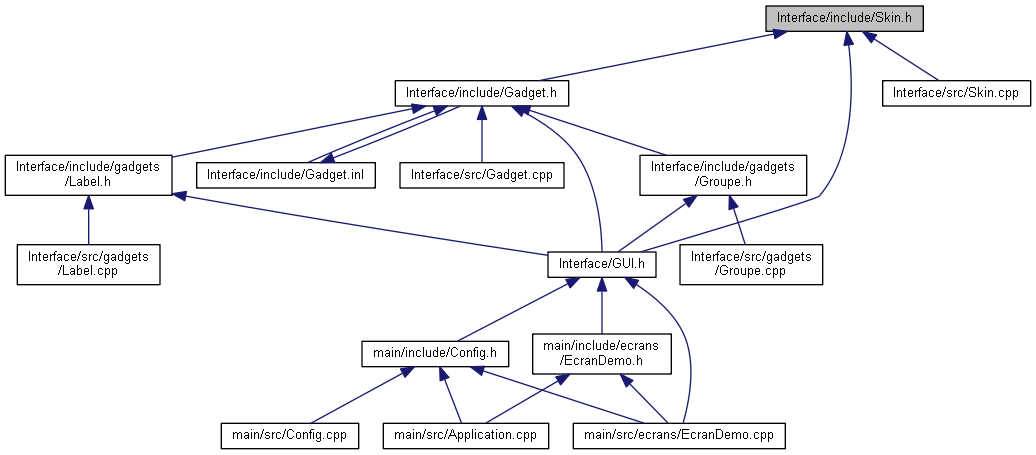 Interface/include/Skin.h
Interface/include/Gadget.h
Interface/src/Skin.cpp
Interface/include/gadgets
/Label.h
Interface/include/Gadget.inl
Interface/src/Gadget.cpp
Interface/include/gadgets
/Groupe.h
Interface/src/gadgets
/Label.cpp
Interface/GUI.h
Interface/src/gadgets
/Groupe.cpp
main/include/Config.h
main/include/ecrans
/EcranDemo.h
main/src/Config.cpp
main/src/Application.cpp
main/src/ecrans/EcranDemo.cpp